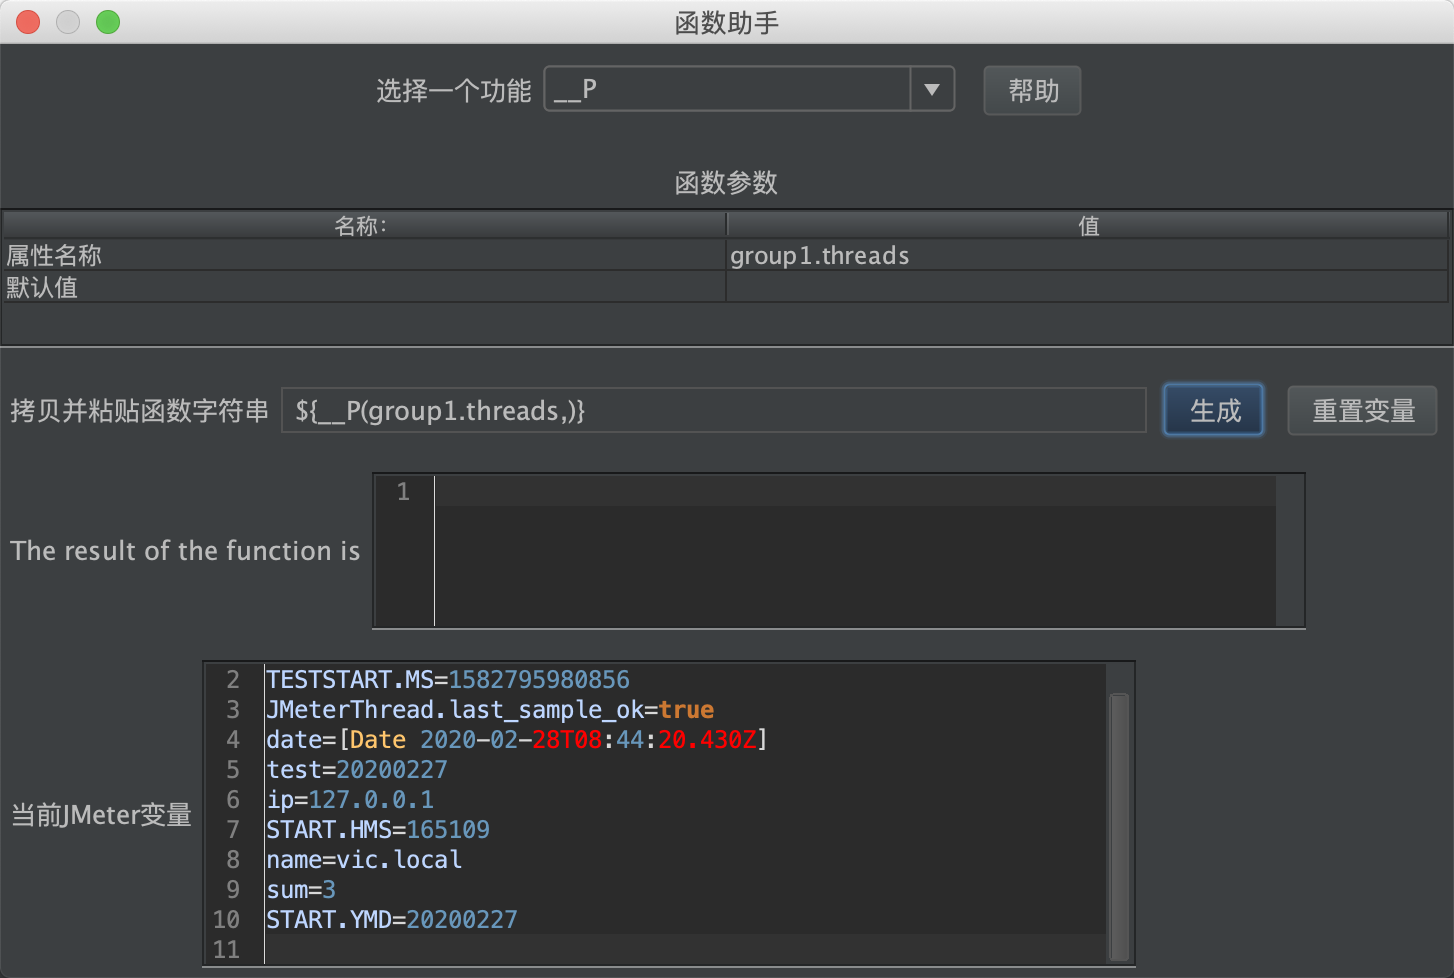 函数助手
选择一个功能 __P 帮助
函数参数
名称: 值
属性名称 group1.threads
默认值
拷贝并粘贴函数字符串 ${__P(group1.threads,)} 生成 重置变量
1
The result of the function is
2 TESTSTART.MS=1582795980856
3 JMeterThread.last_sample_ok=true
4 date=[Date 2020-02-28T08:44:20.430Z]
5 test=20200227
6 ip=127.0.0.1
当前JMeter变量
7 START.HMS=165109
8 name=vic.local
9 sum=3
10 START.YMD=20200227
11